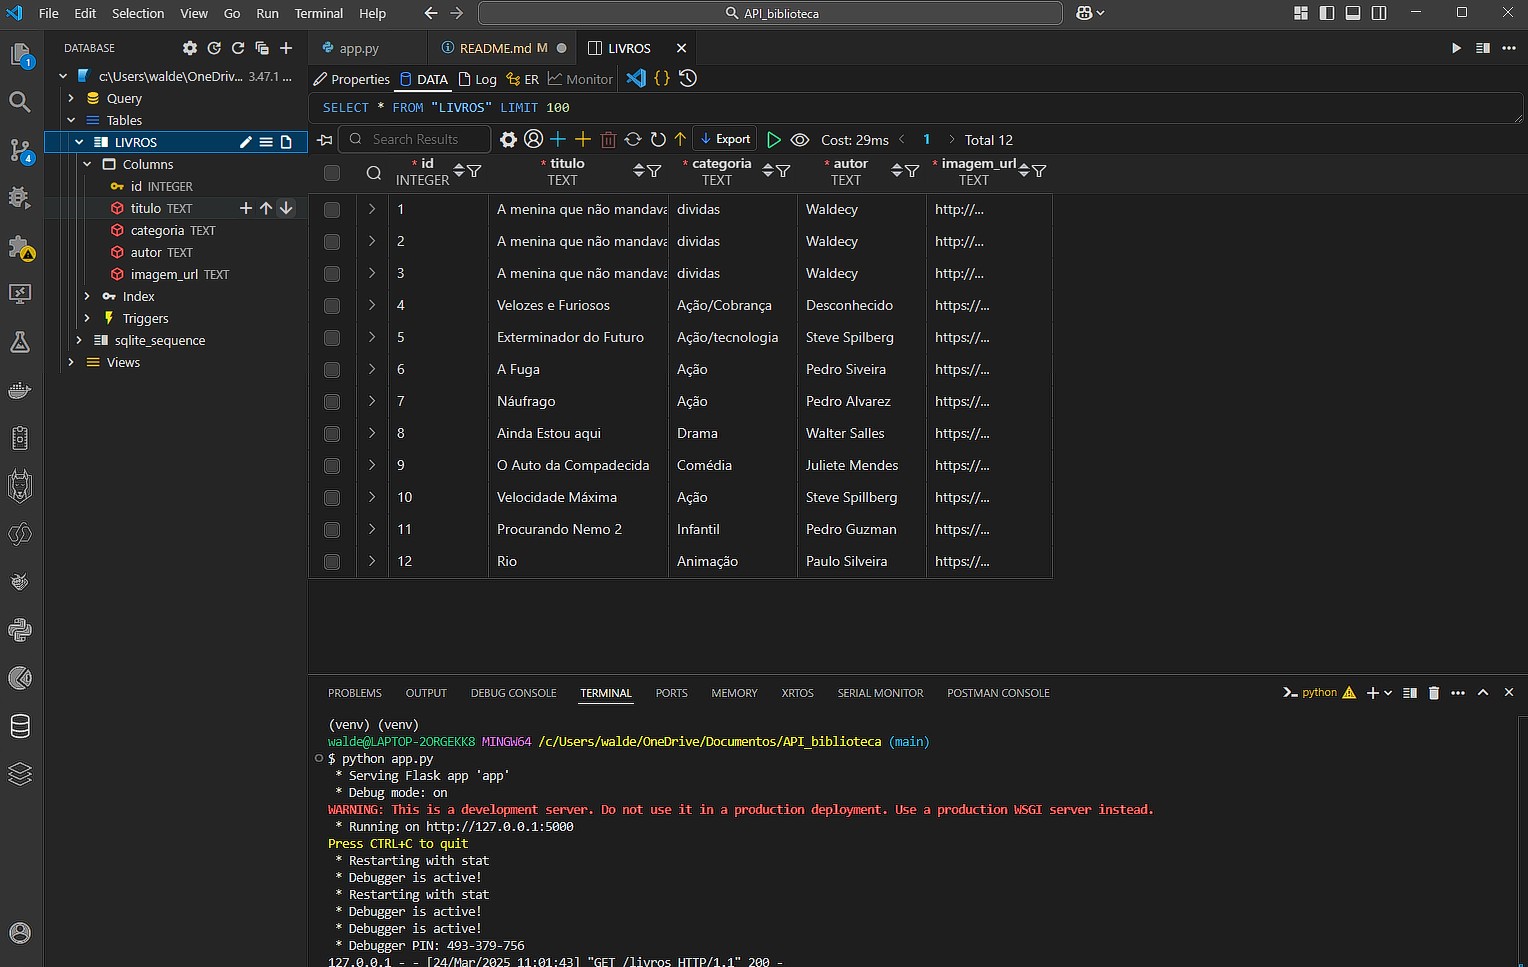 File Edit Selection View Go Run Terminal Help API_biblioteca
DATABASE
app.py README.md M LIVROS
c:\Users\walde\OneDriv... 3.47.1 ...
Query
Tables
LIVROS
Columns
id INTEGER
titulo TEXT
categoria TEXT
autor TEXT
imagem_url TEXT
Index
Triggers
sqlite_sequence
Views
1
4
Properties DATA Log ER Monitor
SELECT * FROM "LIVROS" LIMIT 100
Search Results Export Cost: 29ms 1 Total 12
* id * titulo * categoria * autor * imagem_url
INTEGER TEXT TEXT TEXT TEXT
1 A menina que não mandava dividas Waldecy http://...
2 A menina que não mandava dividas Waldecy http://...
3 A menina que não mandava dividas Waldecy http://...
4 Velozes e Furiosos Ação/Cobrança Desconhecido https://...
5 Exterminador do Futuro Ação/tecnologia Steve Spilberg https://...
6 A Fuga Ação Pedro Siveira https://...
7 Náufrago Ação Pedro Alvarez https://...
8 Ainda Estou aqui Drama Walter Salles https://...
9 O Auto da Compadecida Comédia Juliete Mendes https://...
10 Velocidade Máxima Ação Steve Spillberg https://...
11 Procurando Nemo 2 Infantil Pedro Guzman https://...
12 Rio Animação Paulo Silveira https://...
PROBLEMS OUTPUT DEBUG CONSOLE TERMINAL PORTS MEMORY XRTOS SERIAL MONITOR POSTMAN CONSOLE python
(venv) (venv)
walde@LAPTOP-2ORGEKK8 MINGW64 /c/Users/walde/OneDrive/Documentos/API_biblioteca (main)
$ python app.py
* Serving Flask app 'app'
* Debug mode: on
WARNING: This is a development server. Do not use it in a production deployment. Use a production WSGI server instead.
* Running on http://127.0.0.1:5000
Press CTRL+C to quit
* Restarting with stat
* Debugger is active!
* Restarting with stat
* Debugger is active!
* Debugger is active!
* Debugger PIN: 493-379-756
127.0.0.1 - - [24/Mar/2025 11:01:43] "GET /livros HTTP/1.1" 200 -